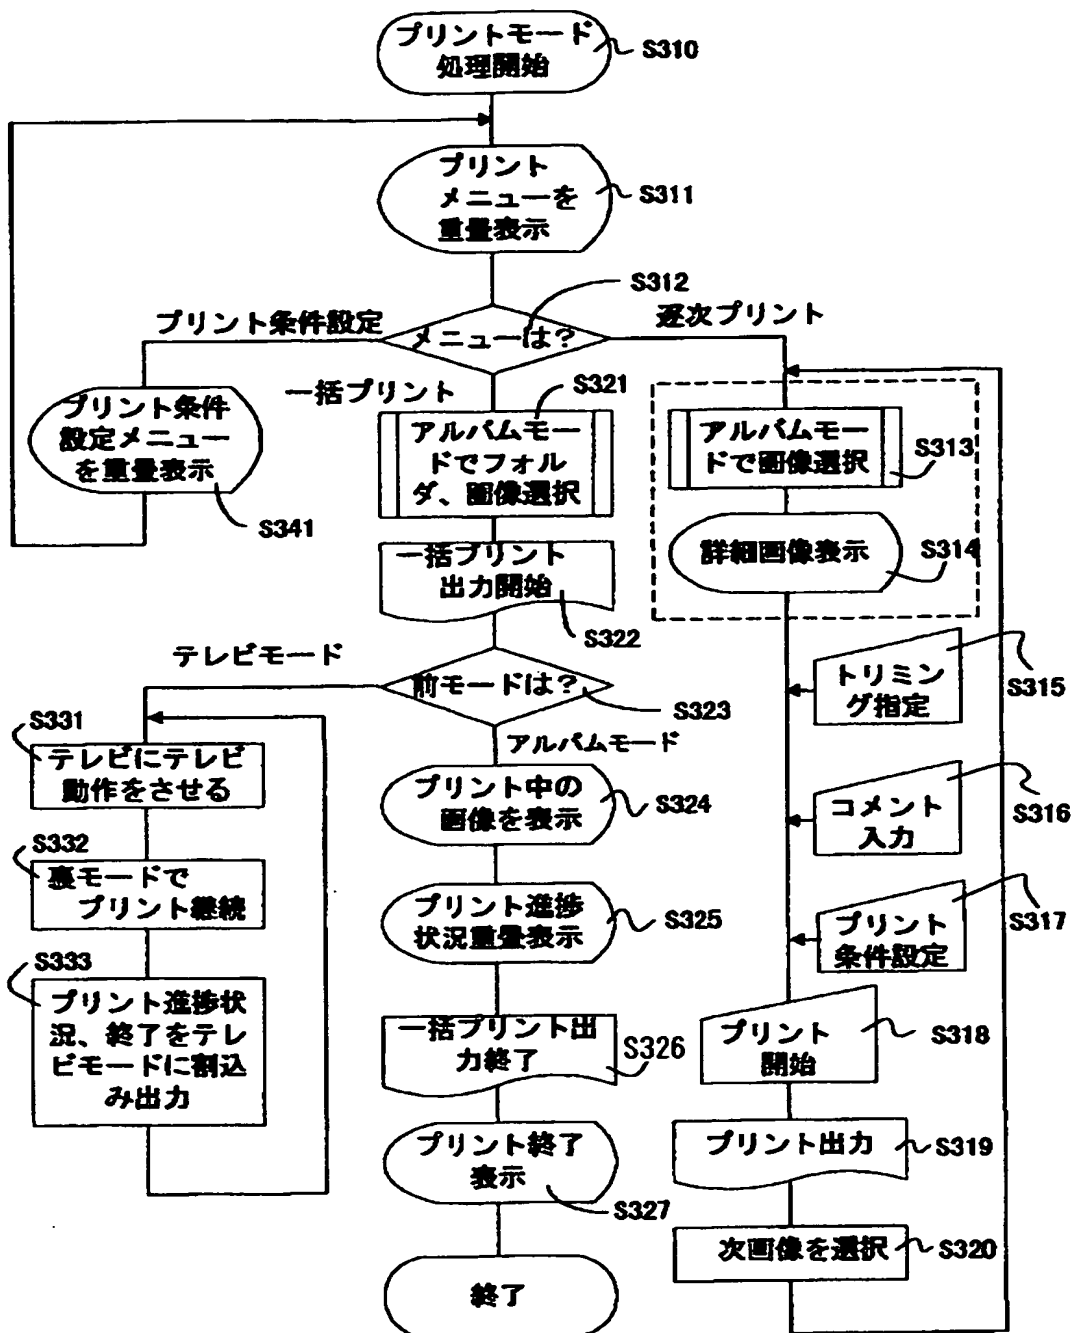 プリントモード
処理開始
S310
プリント
メニューを
重畳表示
S311
S312
メニューは?
プリント条件設定
逐次プリント
一括プリント
プリント条件
設定メニュー
を重畳表示
S341
S321
アルバムモー
ドでフォル
ダ、画像選択
一括プリント
出力開始
S322
アルバムモー
ドで画像選択
S313
詳細画像表示
S314
トリミン
グ指定
S315
コメント
入力
S316
プリント
条件設定
S317
プリント
開始
S318
プリント出力
S319
次画像を選択
S320
テレビモード
前モードは?
S323
アルバムモード
S331
テレビにテレビ
動作をさせる
S332
裏モードで
プリント継続
S333
プリント進捗状
況、終了をテレ
ビモードに割込
み出力
プリント中の
画像を表示
S324
プリント進捗
状況重畳表示
S325
一括プリント出
力終了
S326
プリント終了
表示
S327
終了